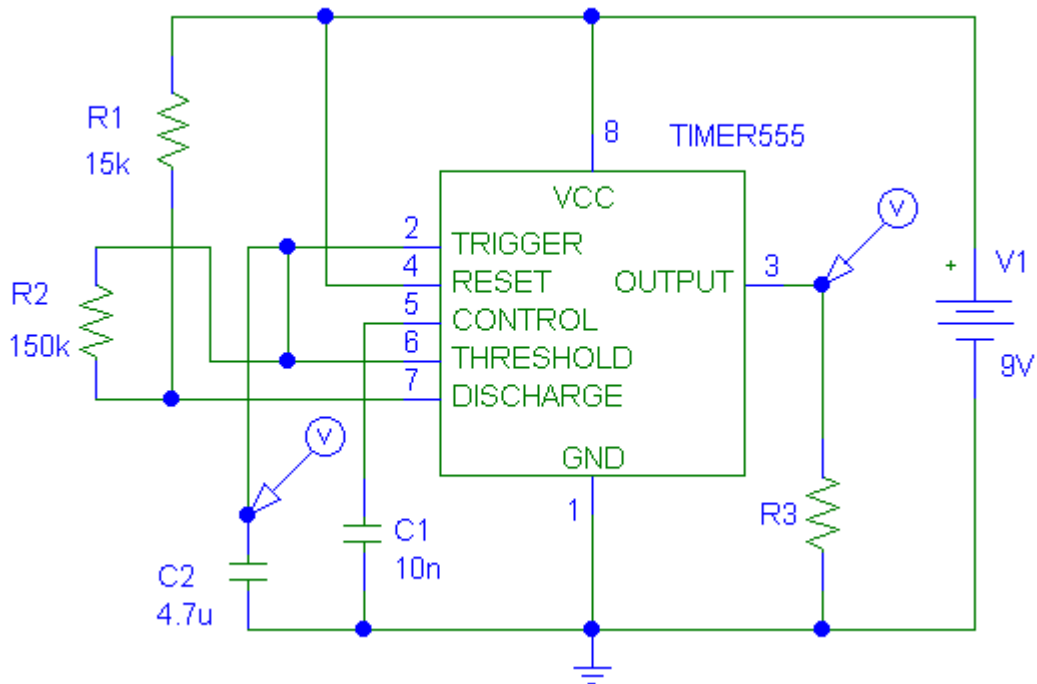 R1
15k
8
TIMER555
VCC
V
2
TRIGGER
3
4
RESET
OUTPUT
+
V1
R2
5
CONTROL
150k
6
THRESHOLD
9V
7
DISCHARGE
V
GND
1
R3
C1
10n
C2
4.7u